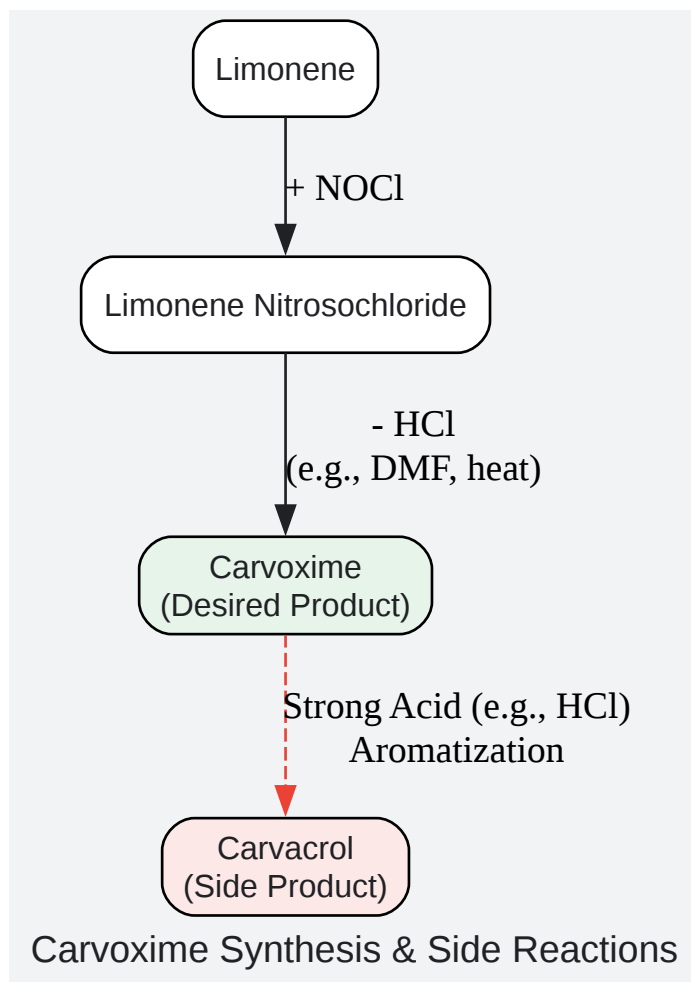 Limonene
+ NOCl
Limonene Nitrosochloride
- HCl
(e.g., DMF, heat)
Carvoxime
(Desired Product)
Strong Acid (e.g., HCl)
Aromatization
Carvacrol
(Side Product)
Carvoxime Synthesis & Side Reactions